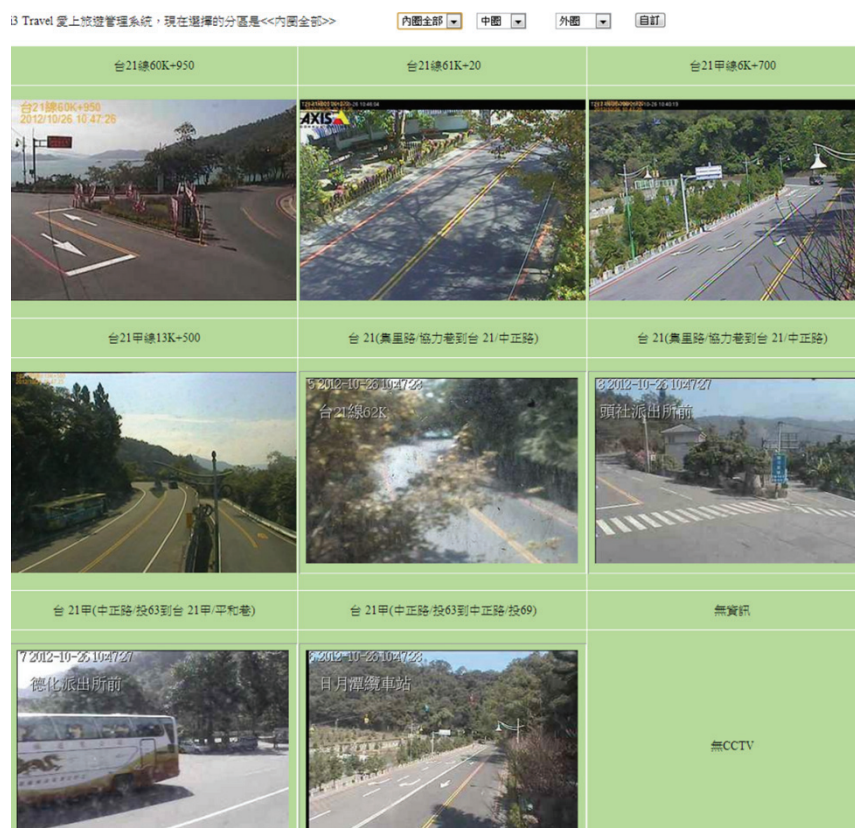 i3 Travel 愛上旅遊管理系統，現在選擇的分區是<<內圈全部>>
內圈全部
中圈
外圈
自訂
台21線60K+950
台21線61K+20
台21甲線6K+700
台21線60K+950
2012/10/26 10:47:26
AXIS
台21甲線13K+500
台 21(集里路/協力巷到台 21/中正路)
台 21(集里路/協力巷到台 21/中正路)
5 2012-10-26 10:47:23
台21線62K
3 2012-10-26 10:47:27
頭社派出所前
台 21甲(中正路/投63到台 21甲/平和巷)
台 21甲(中正路/投63到中正路/投69)
無資訊
7 2012-10-26 10:47:27
德化派出所前
2012-10-26 10:47:23
日月潭纜車站
無CCTV